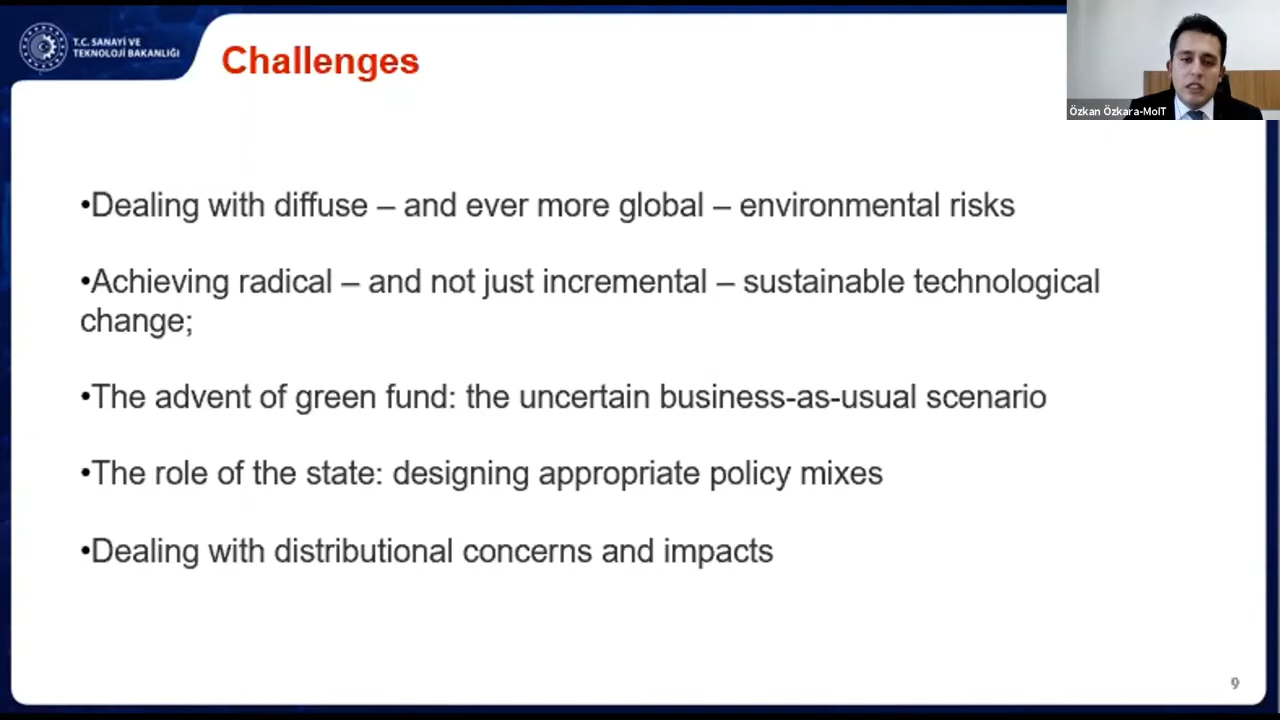 T.C. SANAYİ VE
TEKNOLOJİ BAKANLIĞI
Challenges
Özkan Özkara-MoIT
•Dealing with diffuse – and ever more global – environmental risks
•Achieving radical – and not just incremental – sustainable technological
change;
•The advent of green fund: the uncertain business-as-usual scenario
•The role of the state: designing appropriate policy mixes
•Dealing with distributional concerns and impacts
9